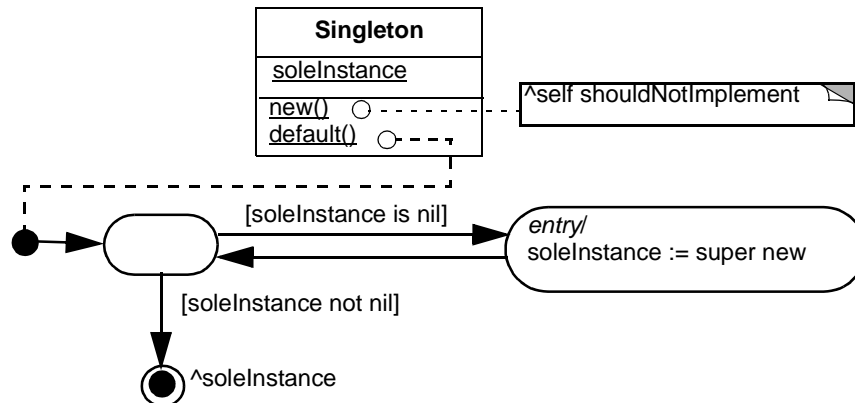 Singleton
soleInstance
new()
^self shouldNotImplement
default()
[soleInstance is nil]
entry/
soleInstance := super new
[soleInstance not nil]
^soleInstance